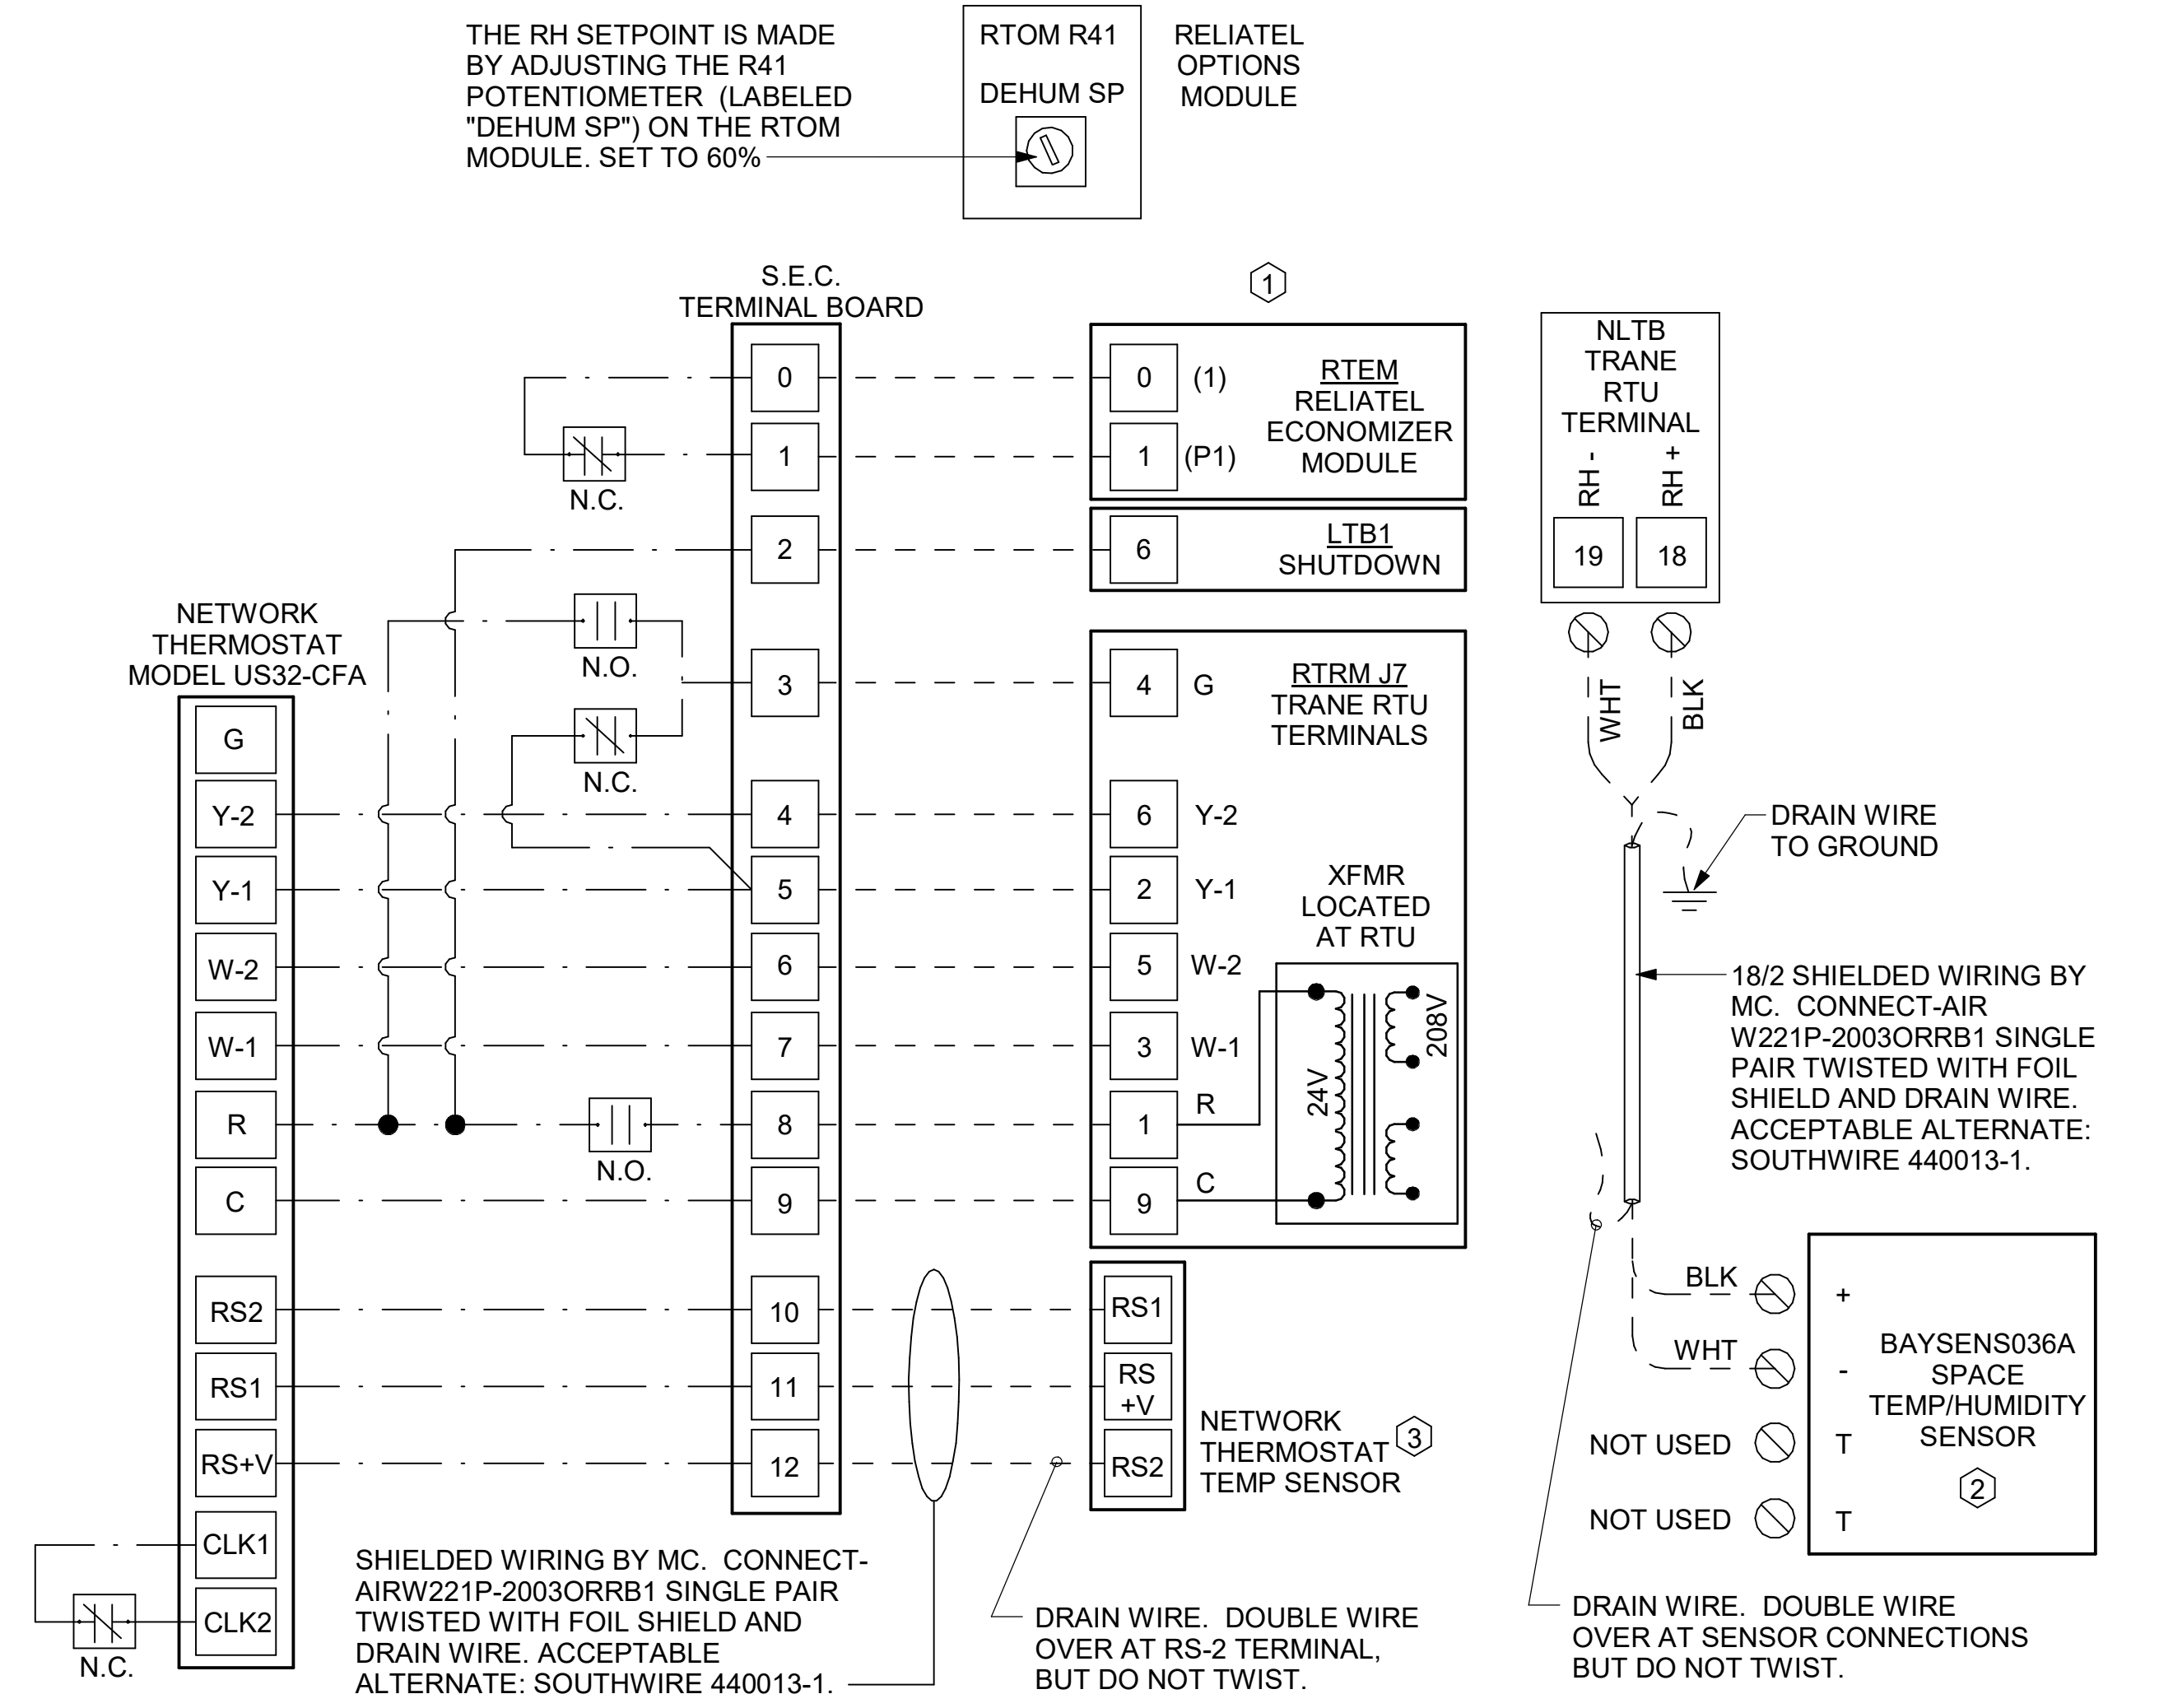 THE RH SETPOINT IS MADE
BY ADJUSTING THE R41
POTENTIOMETER (LABELED
"DEHUM SP") ON THE RTOM
MODULE. SET TO 60%
RTOM R41
DEHUM SP
RELIATEL
OPTIONS
MODULE
S.E.C.
TERMINAL BOARD
0
1
2
3
4
5
6
7
8
9
10
11
12
N.C.
N.O.
N.C.
N.O.
NETWORK
THERMOSTAT
MODEL US32-CFA
G
Y-2
Y-1
W-2
W-1
R
C
RS2
RS1
RS+V
CLK1
CLK2
N.C.
1
0 (1)
1 (P1)
RTEM
RELIATEL
ECONOMIZER
MODULE
6
LTB1
SHUTDOWN
4 G
RTRM J7
TRANE RTU
TERMINALS
6 Y-2
2 Y-1
5 W-2
3 W-1
1 R
9 C
XFMR
LOCATED
AT RTU
24V
208V
RS1
RS
+V
RS2
NETWORK
THERMOSTAT
TEMP SENSOR
3
SHIELDED WIRING BY MC. CONNECT-
AIRW221P-2003ORRB1 SINGLE PAIR
TWISTED WITH FOIL SHIELD AND
DRAIN WIRE. ACCEPTABLE
ALTERNATE: SOUTHWIRE 440013-1.
DRAIN WIRE. DOUBLE WIRE
OVER AT RS-2 TERMINAL,
BUT DO NOT TWIST.
NLTB
TRANE
RTU
TERMINAL
RH -
RH +
19
18
WHT
BLK
DRAIN WIRE
TO GROUND
18/2 SHIELDED WIRING BY
MC. CONNECT-AIR
W221P-2003ORRB1 SINGLE
PAIR TWISTED WITH FOIL
SHIELD AND DRAIN WIRE.
ACCEPTABLE ALTERNATE:
SOUTHWIRE 440013-1.
BLK
WHT
NOT USED
NOT USED
+
-
T
T
BAYSENS036A
SPACE
TEMP/HUMIDITY
SENSOR
2
DRAIN WIRE. DOUBLE WIRE
OVER AT SENSOR CONNECTIONS
BUT DO NOT TWIST.